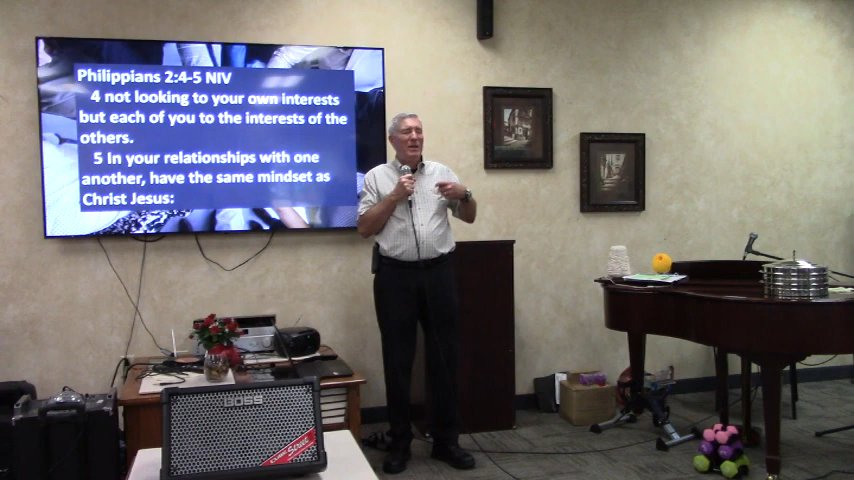 Philippians 2:4-5 NIV
4 not looking to your own interests
but each of you to the interests of the
others.
5 In your relationships with one
another, have the same mindset as
Christ Jesus:
BOSS
CUBE Street